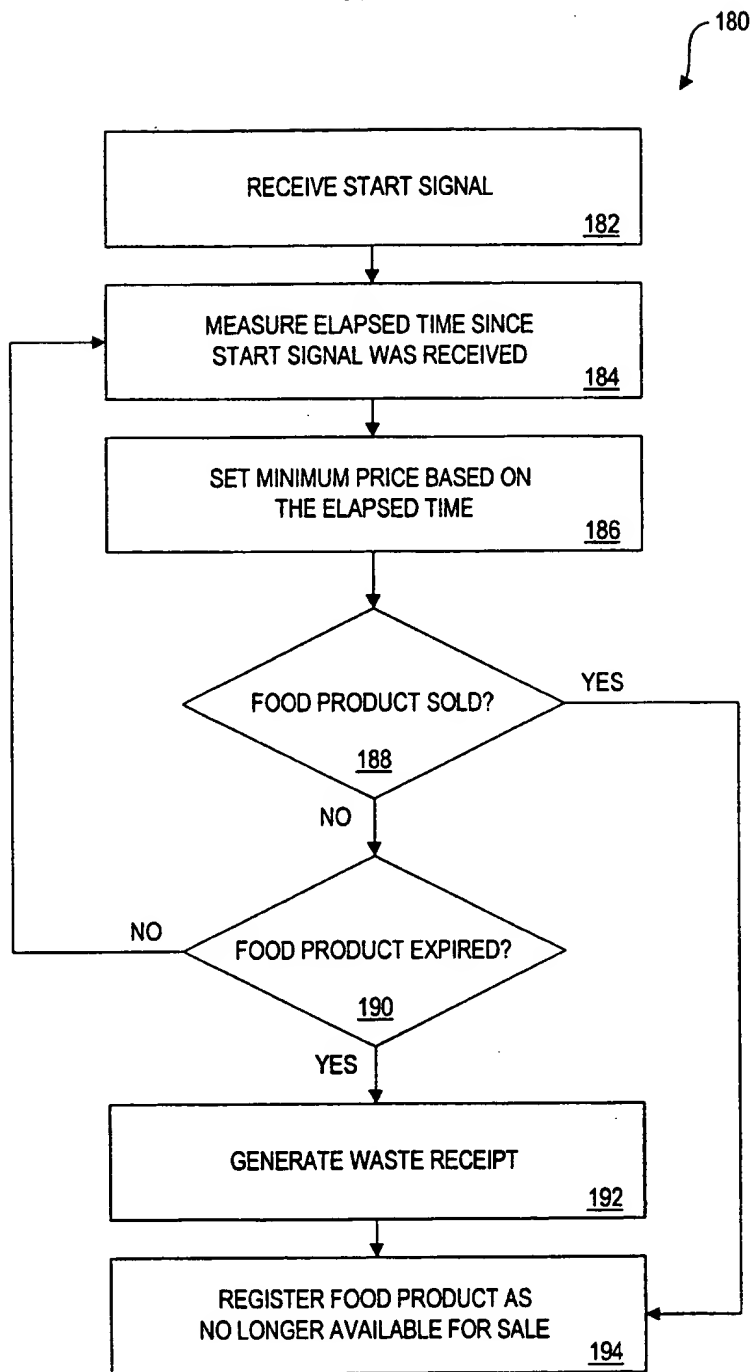 180
RECEIVE START SIGNAL
182
MEASURE ELAPSED TIME SINCE
START SIGNAL WAS RECEIVED
184
SET MINIMUM PRICE BASED ON
THE ELAPSED TIME
186
FOOD PRODUCT SOLD?
188
YES
NO
FOOD PRODUCT EXPIRED?
190
NO
YES
GENERATE WASTE RECEIPT
192
REGISTER FOOD PRODUCT AS
NO LONGER AVAILABLE FOR SALE
194